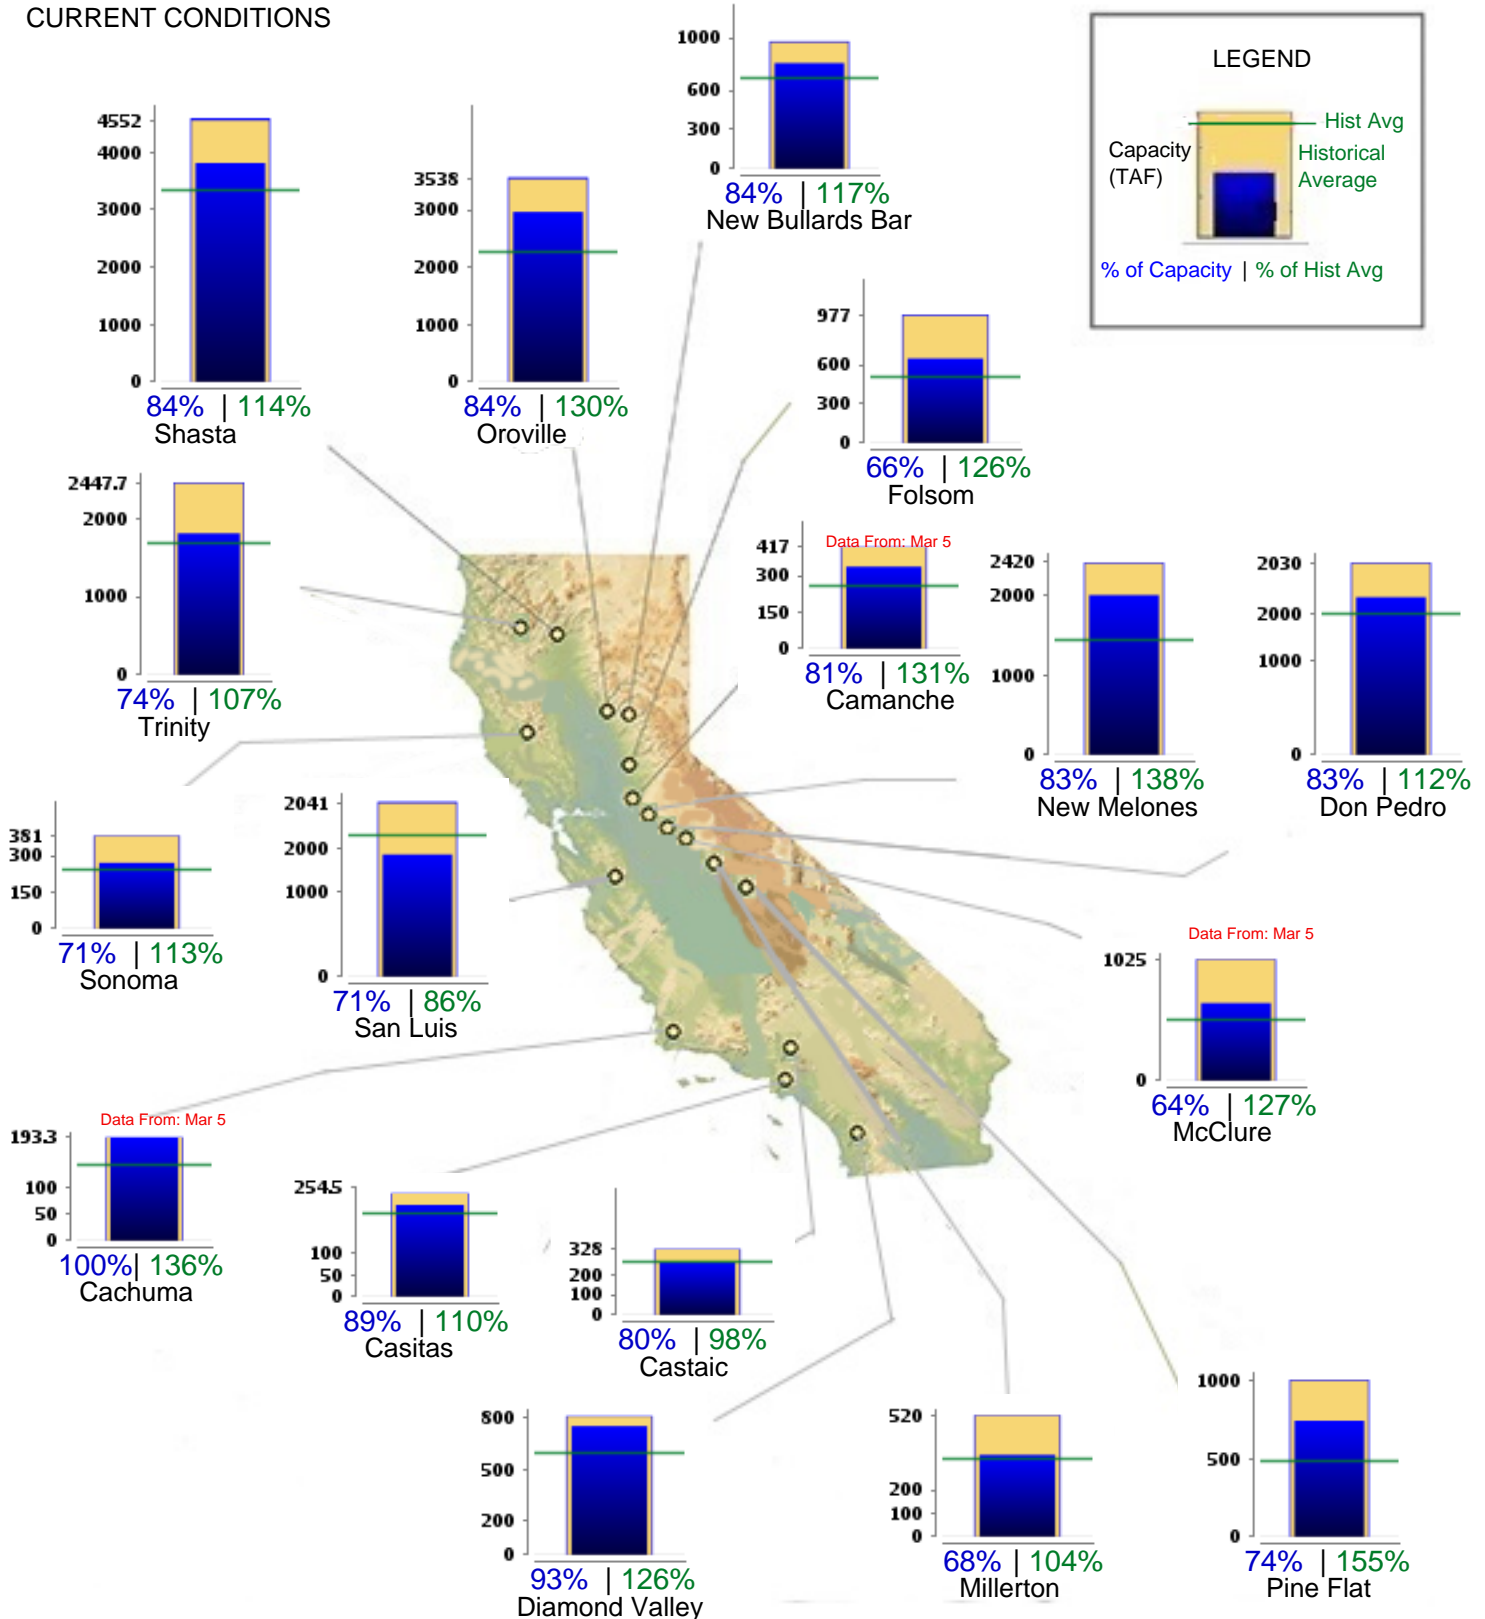 CURRENT CONDITIONS
1000
600
300
0
84% | 117%
New Bullards Bar
LEGEND
Hist Avg
Capacity
(TAF)
Historical
Average
% of Capacity | % of Hist Avg
4552
4000
3000
2000
1000
0
84% | 114%
Shasta
3538
3000
2000
1000
0
84% | 130%
Oroville
977
600
300
0
66% | 126%
Folsom
2447.7
2000
1000
0
74% | 107%
Trinity
Data From: Mar 5
417
300
150
0
81% | 131%
Camanche
2420
2000
1000
0
83% | 138%
New Melones
2030
2000
1000
0
83% | 112%
Don Pedro
381
300
150
0
71% | 113%
Sonoma
2041
2000
1000
0
71% | 86%
San Luis
Data From: Mar 5
1025
0
64% | 127%
McClure
Data From: Mar 5
193.3
100
50
0
100% | 136%
Cachuma
254.5
100
50
0
89% | 110%
Casitas
328
200
100
0
80% | 98%
Castaic
800
500
200
0
93% | 126%
Diamond Valley
520
200
100
0
68% | 104%
Millerton
1000
500
0
74% | 155%
Pine Flat